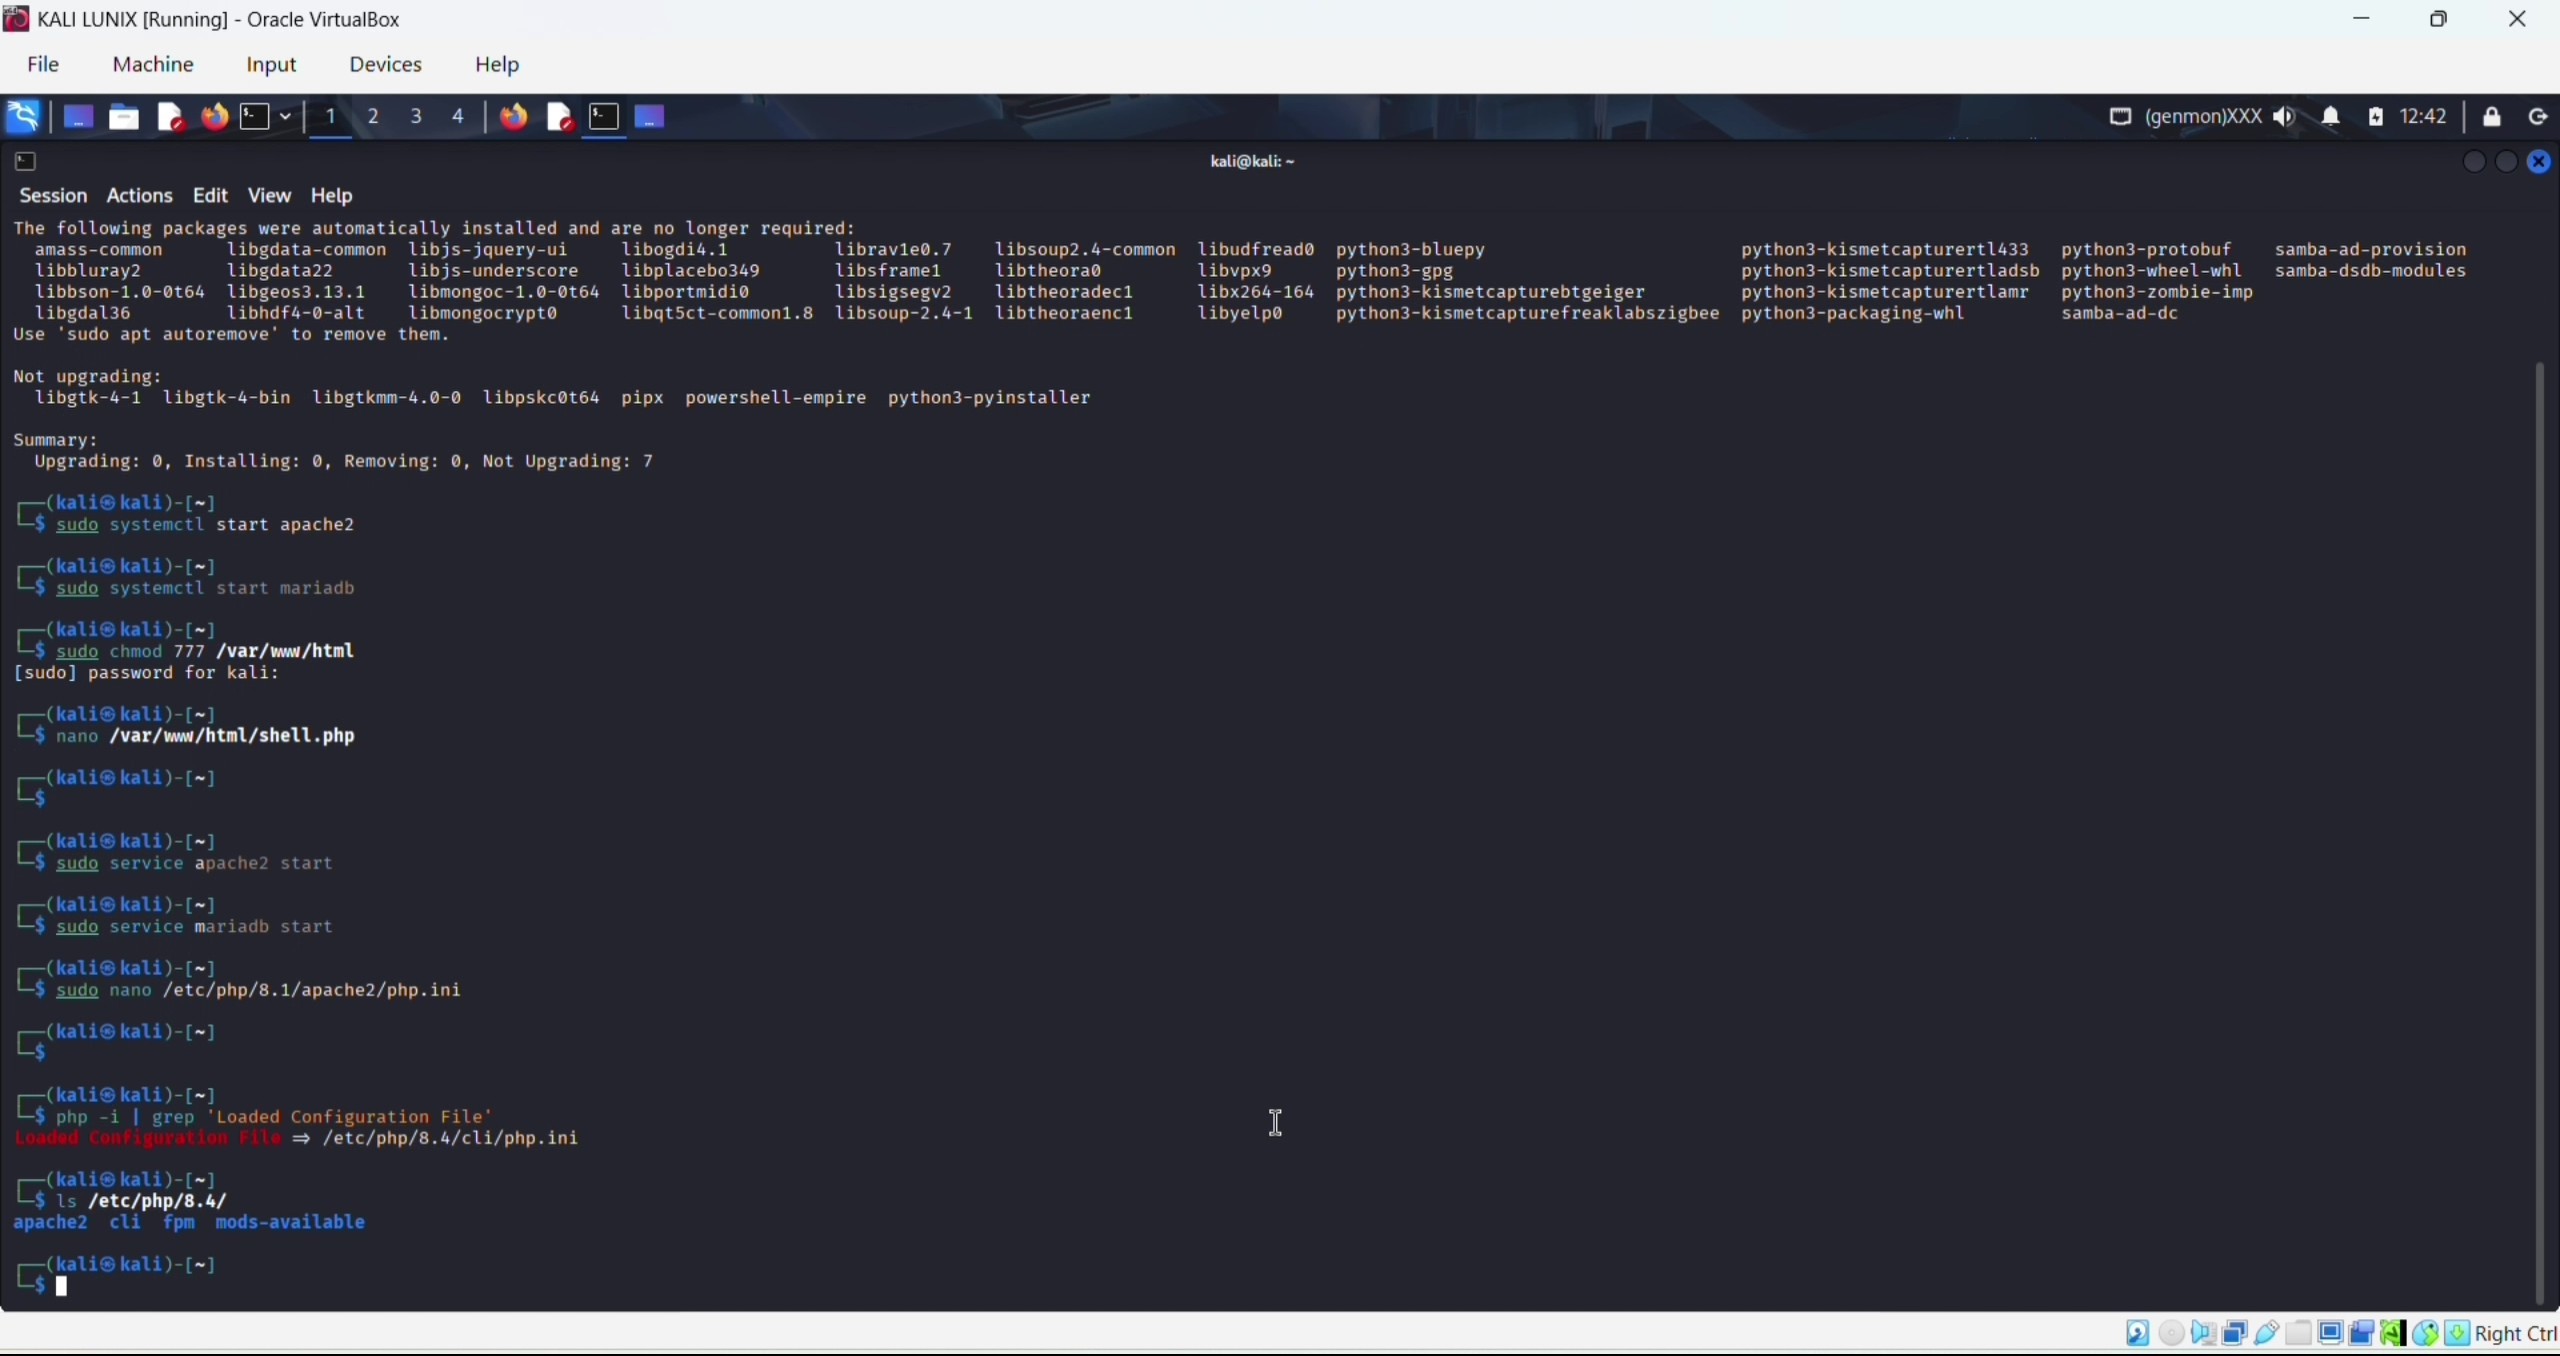 KALI LUNIX [Running] - Oracle VirtualBox
File Machine Input Devices Help
1 2 3 4 (genmon)XXX 12:42
kali@kali: ~
Session Actions Edit View Help
The following packages were automatically installed and are no longer required:
amass-common libgdata-common libjs-jquery-ui libogdi4.1 librav1e0.7 libsoup2.4-common libudfread0 python3-bluepy python3-kismetcapturertl433 python3-protobuf samba-ad-provision
libbluray2 libgdata22 libjs-underscore libplacebo349 libsframe1 libtheora0 libvpx9 python3-gpg python3-kismetcapturertladsb python3-wheel-whl samba-dsdb-modules
libbson-1.0-0t64 libgeos3.13.1 libmongoc-1.0-0t64 libportmidi0 libsigsegv2 libtheoradec1 libx264-164 python3-kismetcapturebtgeiger python3-kismetcapturertlamr python3-zombie-imp
libgdal36 libhdf4-0-alt libmongocrypt0 libqt5ct-common1.8 libsoup-2.4-1 libtheoraenc1 libyelp0 python3-kismetcapturefreaklabszigbee python3-packaging-whl samba-ad-dc
Use 'sudo apt autoremove' to remove them.
Not upgrading:
libgtk-4-1 libgtk-4-bin libgtkmm-4.0-0 libpskc0t64 pipx powershell-empire python3-pyinstaller
Summary:
Upgrading: 0, Installing: 0, Removing: 0, Not Upgrading: 7
┌──(kali㉿kali)-[~]
└─$ sudo systemctl start apache2
┌──(kali㉿kali)-[~]
└─$ sudo systemctl start mariadb
┌──(kali㉿kali)-[~]
└─$ sudo chmod 777 /var/www/html
[sudo] password for kali:
┌──(kali㉿kali)-[~]
└─$ nano /var/www/html/shell.php
┌──(kali㉿kali)-[~]
└─$
┌──(kali㉿kali)-[~]
└─$ sudo service apache2 start
┌──(kali㉿kali)-[~]
└─$ sudo service mariadb start
┌──(kali㉿kali)-[~]
└─$ sudo nano /etc/php/8.1/apache2/php.ini
┌──(kali㉿kali)-[~]
└─$
┌──(kali㉿kali)-[~]
└─$ php -i | grep 'Loaded Configuration File'
Loaded Configuration File => /etc/php/8.4/cli/php.ini
┌──(kali㉿kali)-[~]
└─$ ls /etc/php/8.4/
apache2 cli fpm mods-available
┌──(kali㉿kali)-[~]
└─$
Right Ctrl